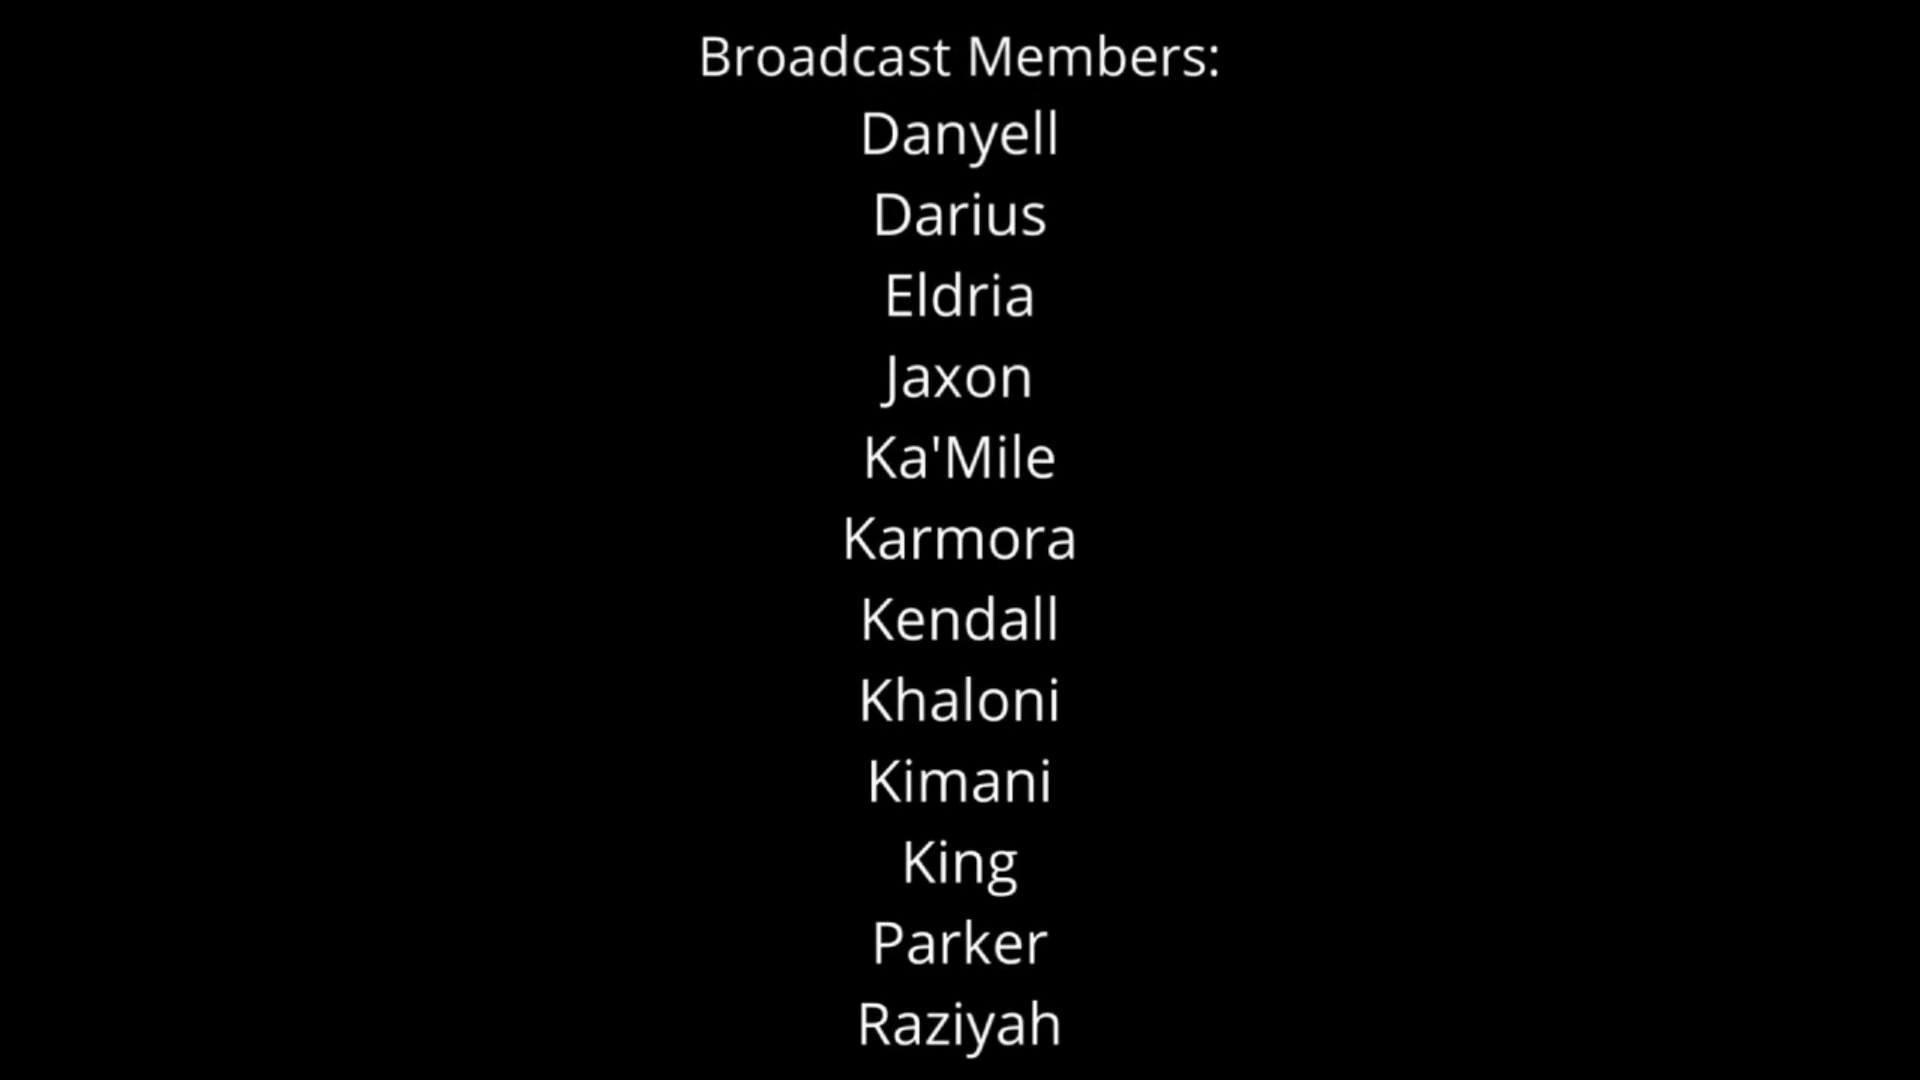 Broadcast Members:
Danyell
Darius
Eldria
Jaxon
Ka'Mile
Karmora
Kendall
Khaloni
Kimani
King
Parker
Raziyah